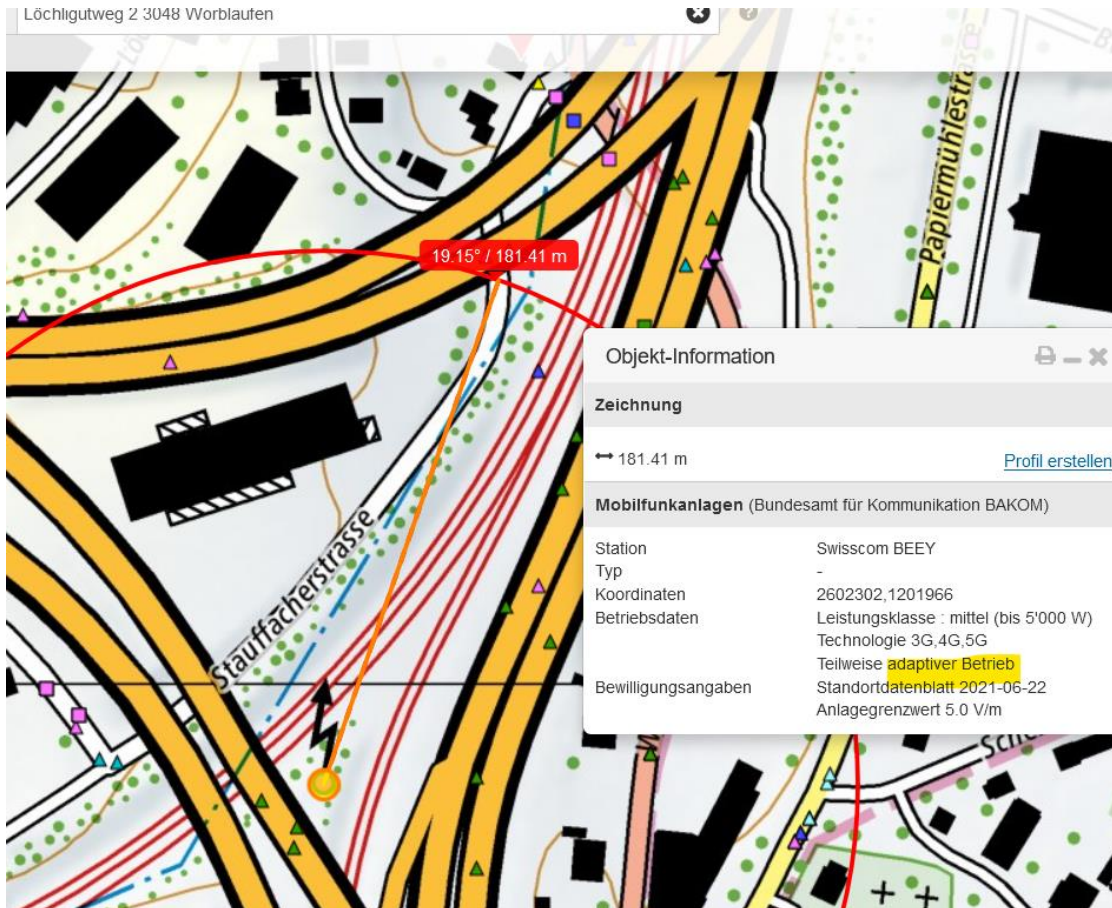 Löchligutweg 2 3048 Worblaufen
19.15° / 181.41 m
Papiermühlestrasse
Stauffacherstrasse
Objekt-Information
Zeichnung
181.41 m
Profil erstellen
Mobilfunkanlagen (Bundesamt für Kommunikation BAKOM)
Station Swisscom BEEY
Typ -
Koordinaten 2602302,1201966
Betriebsdaten Leistungsklasse : mittel (bis 5'000 W)
Technologie 3G,4G,5G
Teilweise adaptiver Betrieb
Bewilligungsangaben Standortdatenblatt 2021-06-22
Anlagegrenzwert 5.0 V/m